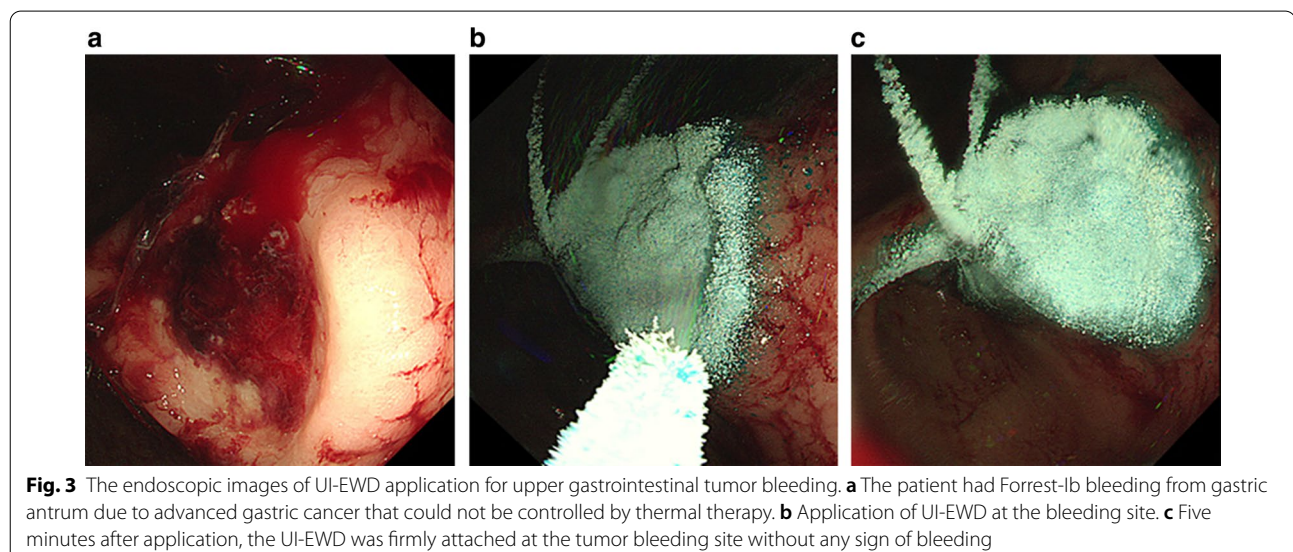 a
b
c
Fig. 3 The endoscopic images of UI-EWD application for upper gastrointestinal tumor bleeding. a The patient had Forrest-Ib bleeding from gastric
antrum due to advanced gastric cancer that could not be controlled by thermal therapy. b Application of UI-EWD at the bleeding site. c Five
minutes after application, the UI-EWD was firmly attached at the tumor bleeding site without any sign of bleeding